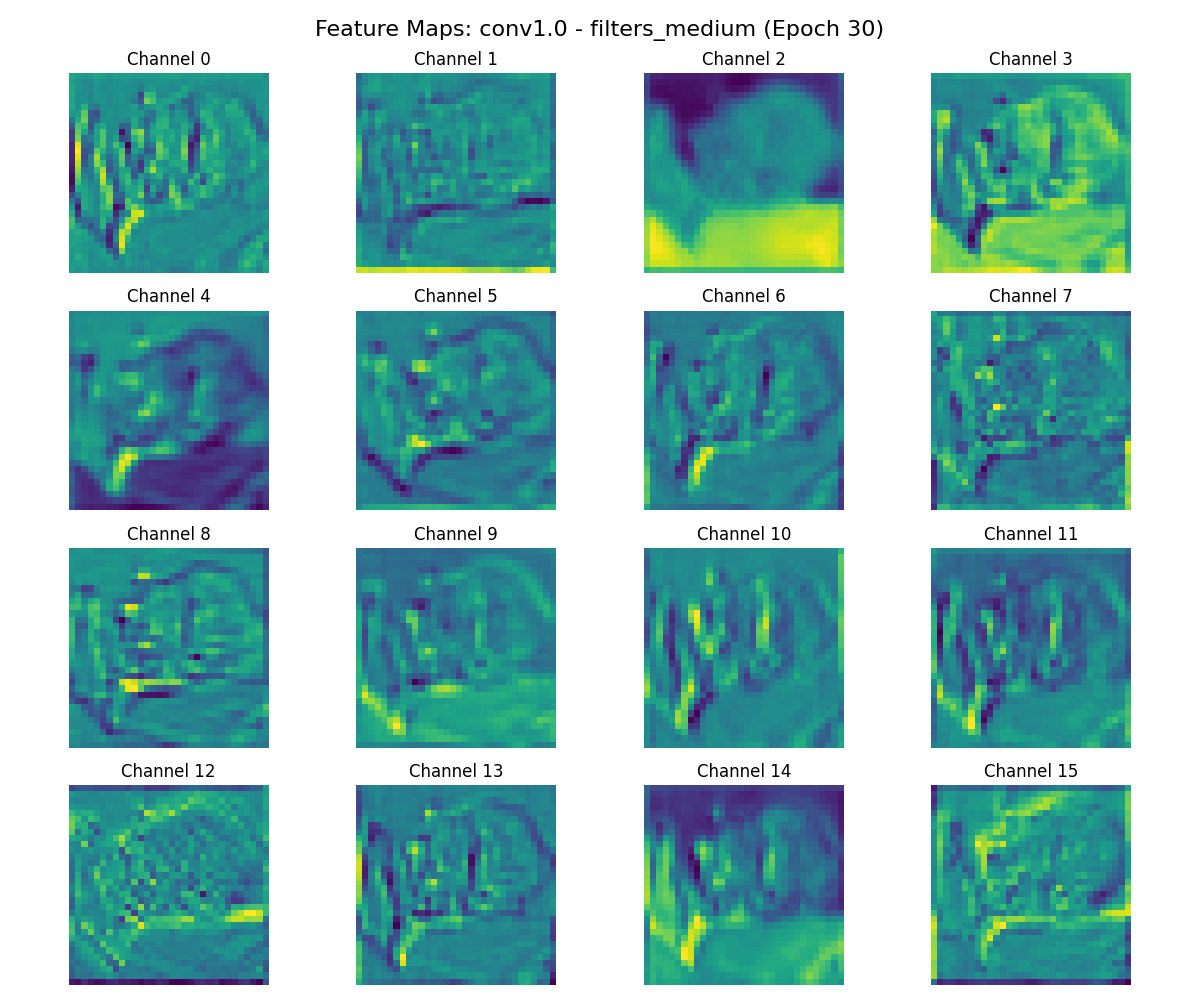 Feature Maps: conv1.0 - filters_medium (Epoch 30)
Channel 0
Channel 1
Channel 2
Channel 3
Channel 4
Channel 5
Channel 6
Channel 7
Channel 8
Channel 9
Channel 10
Channel 11
Channel 12
Channel 13
Channel 14
Channel 15